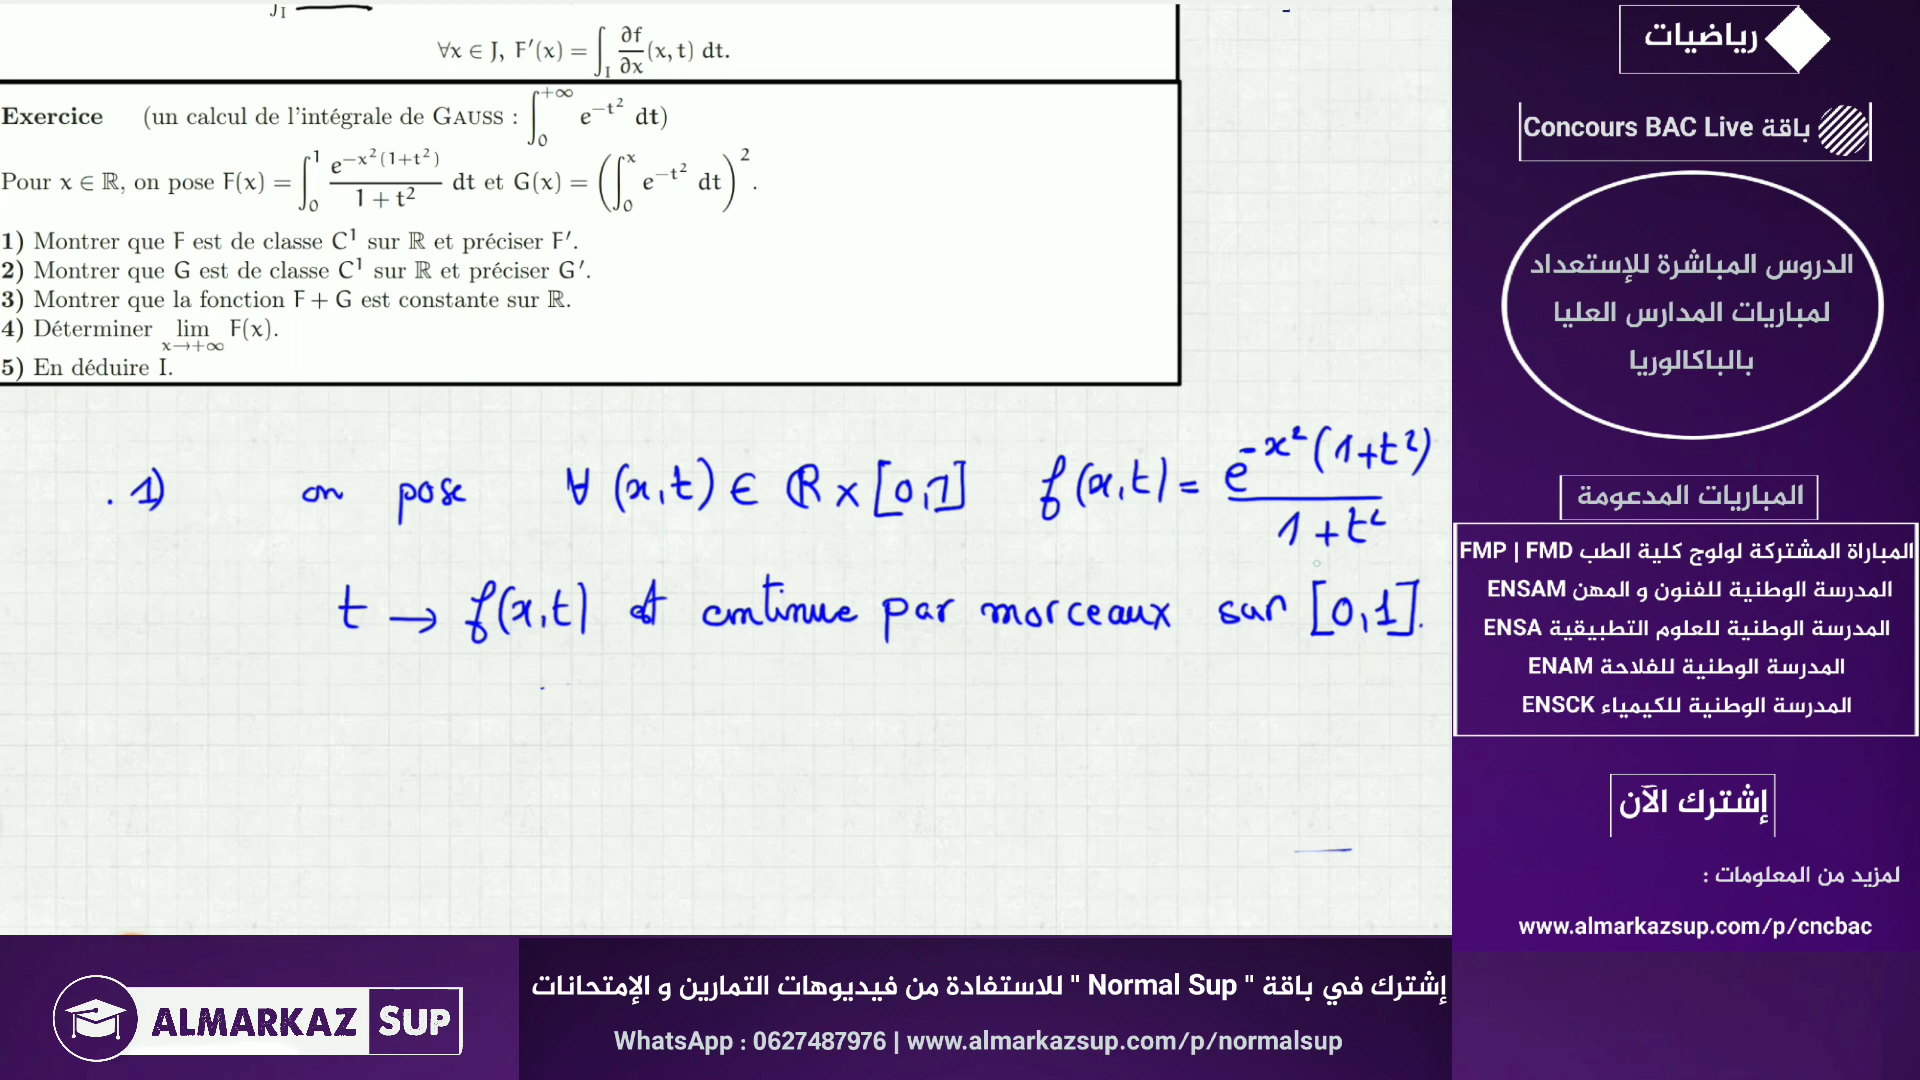 ∫_I
∀x ∈ J, F′(x) = ∫_I ∂f/∂x (x, t) dt.
Exercice (un calcul de l'intégrale de GAUSS : ∫_0^{+∞} e^{−t²} dt)
Pour x ∈ ℝ, on pose F(x) = ∫_0^1 e^{−x²(1+t²)} / (1 + t²) dt et G(x) = (∫_0^x e^{−t²} dt)².
1) Montrer que F est de classe C¹ sur ℝ et préciser F′.
2) Montrer que G est de classe C¹ sur ℝ et préciser G′.
3) Montrer que la fonction F + G est constante sur ℝ.
4) Déterminer lim_{x→+∞} F(x).
5) En déduire I.
. 1) on pose ∀ (x,t) ∈ ℝ × [0,1] f(x,t) = e^{-x²(1+t²)} / (1+t²)
t → f(x,t) est continue par morceaux sur [0,1].
رياضيات
باقة Concours BAC Live
الدروس المباشرة للإستعداد
لمباريات المدارس العليا
بالباكالوريا
المباريات المدعومة
المباراة المشتركة لولوج كلية الطب FMP | FMD
المدرسة الوطنية للفنون و المهن ENSAM
المدرسة الوطنية للعلوم التطبيقية ENSA
المدرسة الوطنية للفلاحة ENAM
المدرسة الوطنية للكيمياء ENSCK
إشترك الآن
لمزيد من المعلومات :
www.almarkazsup.com/p/cncbac
ALMARKAZ SUP
إشترك في باقة " Normal Sup " للاستفادة من فيديوهات التمارين و الإمتحانات
WhatsApp : 0627487976 | www.almarkazsup.com/p/normalsup